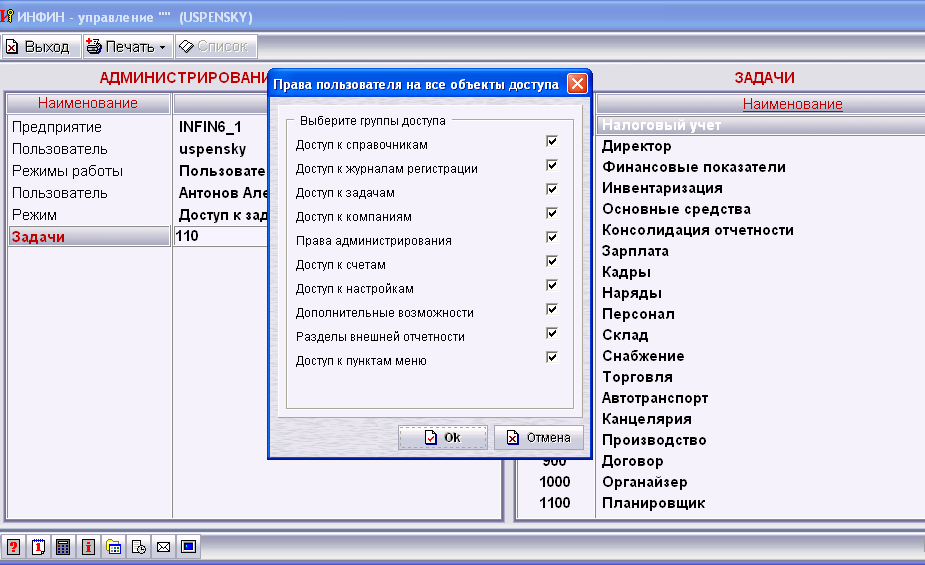 ИНФИН - управление "" (USPENSKY)
Выход Печать Список
АДМИНИСТРИРОВАНИ
Наименование
Предприятие INFIN6_1
Пользователь uspensky
Режимы работы Пользовате
Пользователь Антонов Але
Режим Доступ к зад
Задачи 110
Права пользователя на все объекты доступа
Выберите группы доступа
Доступ к справочникам
Доступ к журналам регистрации
Доступ к задачам
Доступ к компаниям
Права администрирования
Доступ к счетам
Доступ к настройкам
Дополнительные возможности
Разделы внешней отчетности
Доступ к пунктам меню
Ok Отмена
ЗАДАЧИ
Наименование
Налоговый учет
Директор
Финансовые показатели
Инвентаризация
Основные средства
Консолидация отчетности
Зарплата
Кадры
Наряды
Персонал
Склад
Снабжение
Торговля
Автотранспорт
Канцелярия
Производство
900 Договор
1000 Органайзер
1100 Планировщик